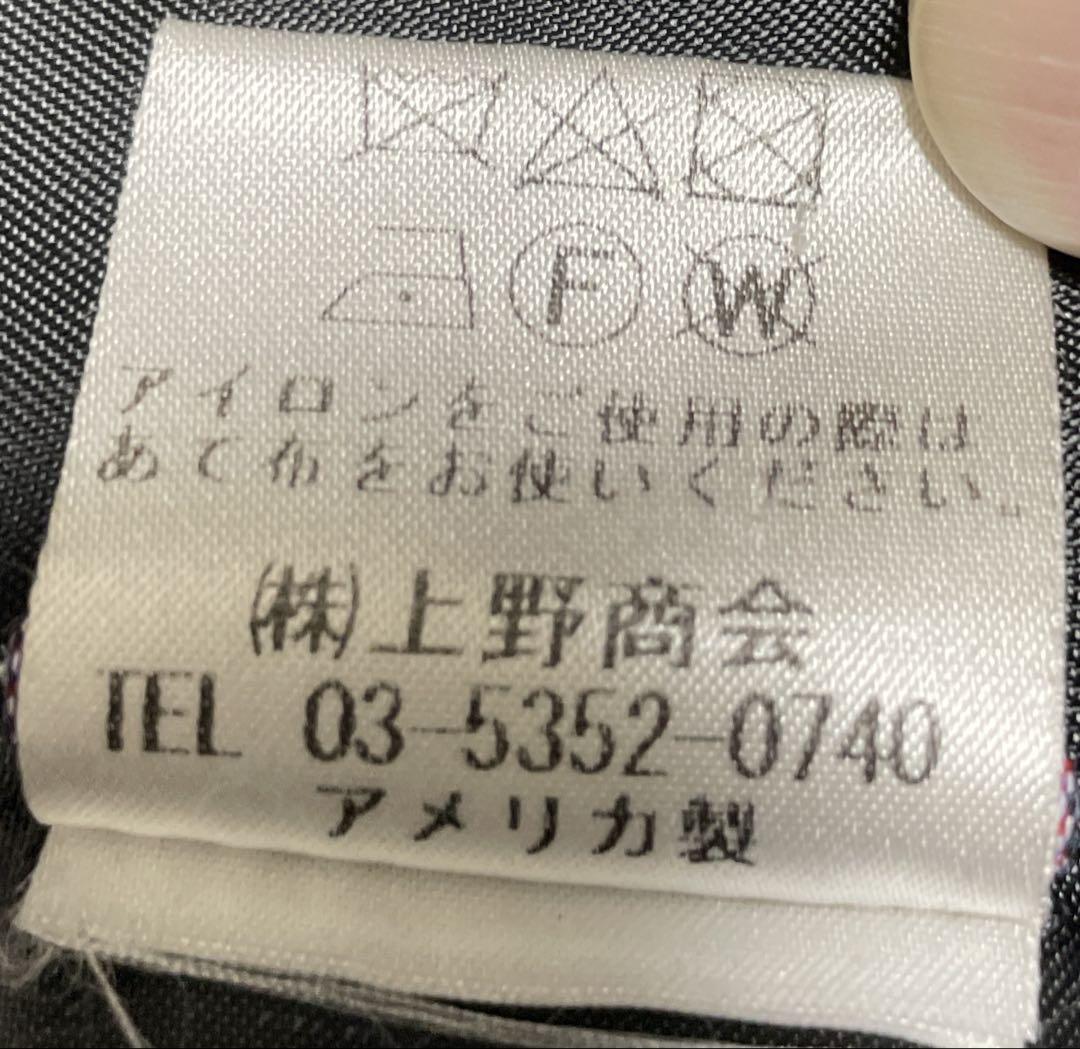 F W
アイロンをご使用の際は
あて布をお使いください。
(株)上野商会
TEL 03-5352-0740
アメリカ製